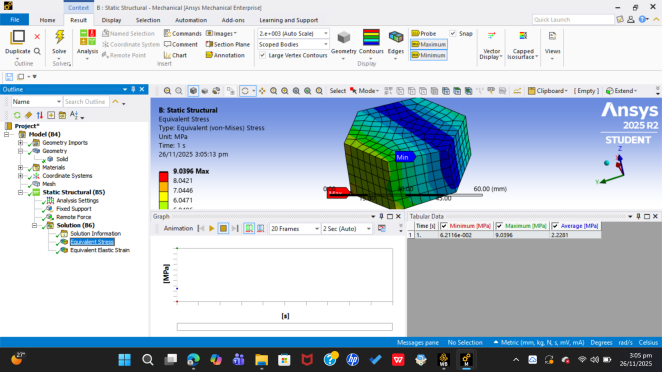 Context
B : Static Structural - Mechanical [Ansys Mechanical Enterprise]
File
Home
Result
Display
Selection
Automation
Add-ons
Learning and Support
Quick Launch
Duplicate
Outline
Solve
Solver
Analysis
Named Selection
Coordinate System
Remote Point
Commands
Comment
Chart
Images
Section Plane
Annotation
Insert
2.e+003 (Auto Scale)
Scoped Bodies
Large Vertex Contours
Geometry
Contours
Edges
Probe
Maximum
Minimum
Snap
Display
Vector
Display
Capped
Isosurface
Views
Outline
Name
Search Outline
Select
Mode
Clipboard
[ Empty ]
Extend
Project*
Model (B4)
Geometry Imports
Geometry
Solid
Materials
Coordinate Systems
Mesh
Static Structural (B5)
Analysis Settings
Fixed Support
Remote Force
Solution (B6)
Solution Information
Equivalent Stress
Equivalent Elastic Strain
B: Static Structural
Equivalent Stress
Type: Equivalent (von-Mises) Stress
Unit: MPa
Time: 1 s
26/11/2025 3:05:13 pm
9.0396 Max
8.0421
7.0446
6.0471
Min
60.00 (mm)
45.00
Ansys
2025 R2
STUDENT
Z
Y
Graph
Animation
20 Frames
2 Sec (Auto)
[MPa]
[s]
Tabular Data
Time [s]
Minimum [MPa]
Maximum [MPa]
Average [MPa]
1
1.
6.2116e-002
9.0396
2.2281
Messages pane
No Selection
Metric (mm, kg, N, s, mV, mA)
Degrees
rad/s
Celsius
27°
3:05 pm
26/11/2025